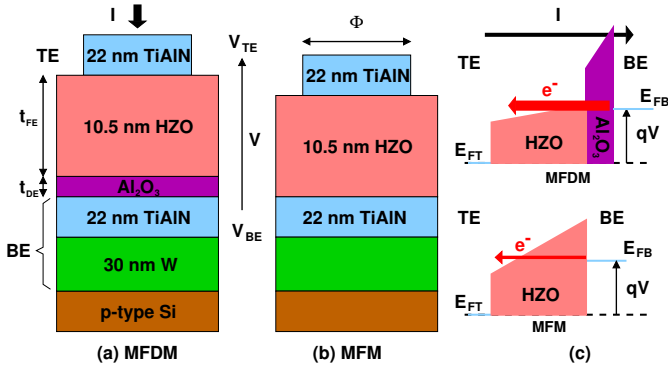 I
TE
22 nm TiAlN
V_TE
t_FE
10.5 nm HZO
V
t_DE
Al₂O₃
22 nm TiAlN
V_BE
BE
30 nm W
p-type Si
(a) MFDM
Φ
22 nm TiAlN
10.5 nm HZO
22 nm TiAlN
(b) MFM
I
TE
BE
e⁻
E_FB
HZO
Al₂O₃
qV
E_FT
MFDM
TE
BE
e⁻
E_FB
HZO
qV
E_FT
MFM
(c)